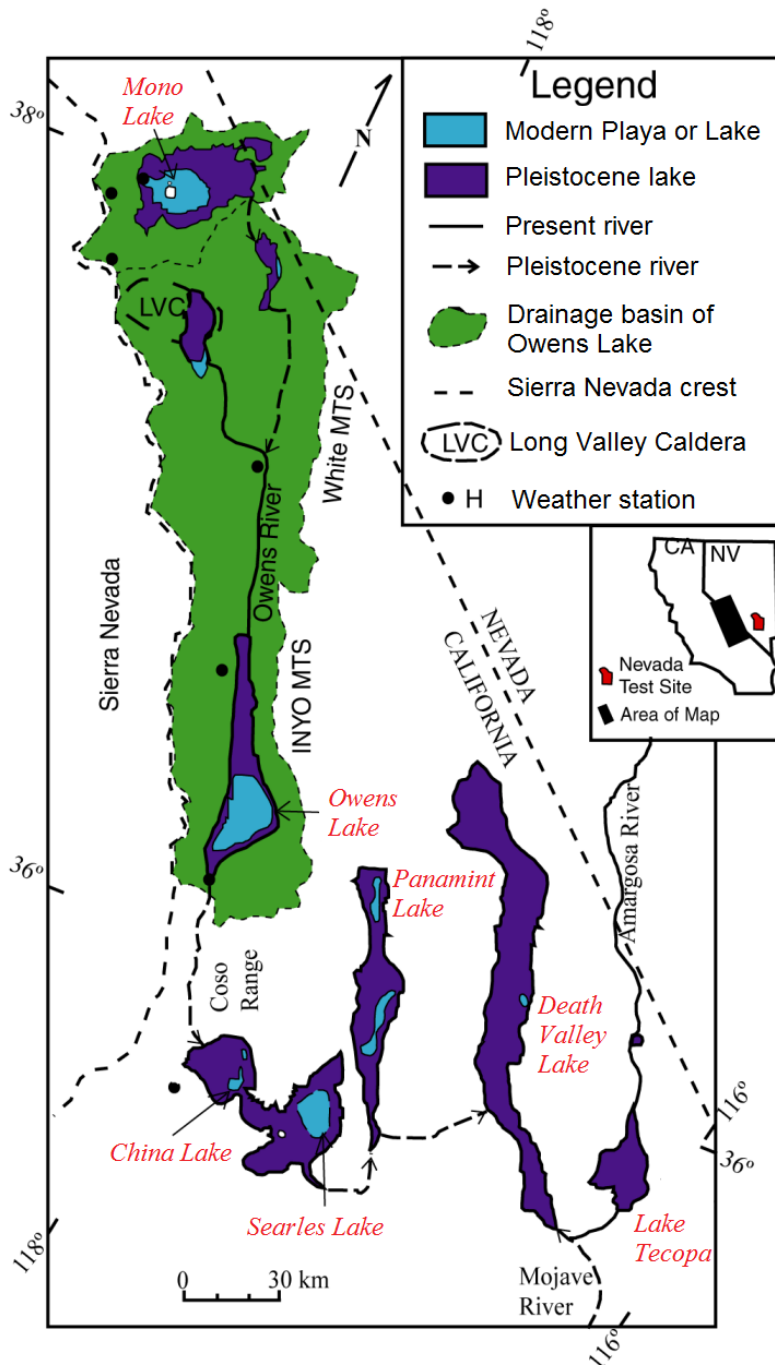 118°
38°
Mono
Lake
N
Legend
Modern Playa or Lake
Pleistocene lake
Present river
Pleistocene river
Drainage basin of
Owens Lake
Sierra Nevada crest
LVC Long Valley Caldera
H Weather station
LVC
White MTS
Owens River
Sierra Nevada
INYO MTS
NEVADA
CALIFORNIA
CA NV
Nevada
Test Site
Area of Map
Owens
Lake
36°
Panamint
Lake
Amargosa River
Coso
Range
Death
Valley
Lake
China Lake
Searles Lake
116°
36°
Lake
Tecopa
118°
0 30 km
Mojave
River
116°